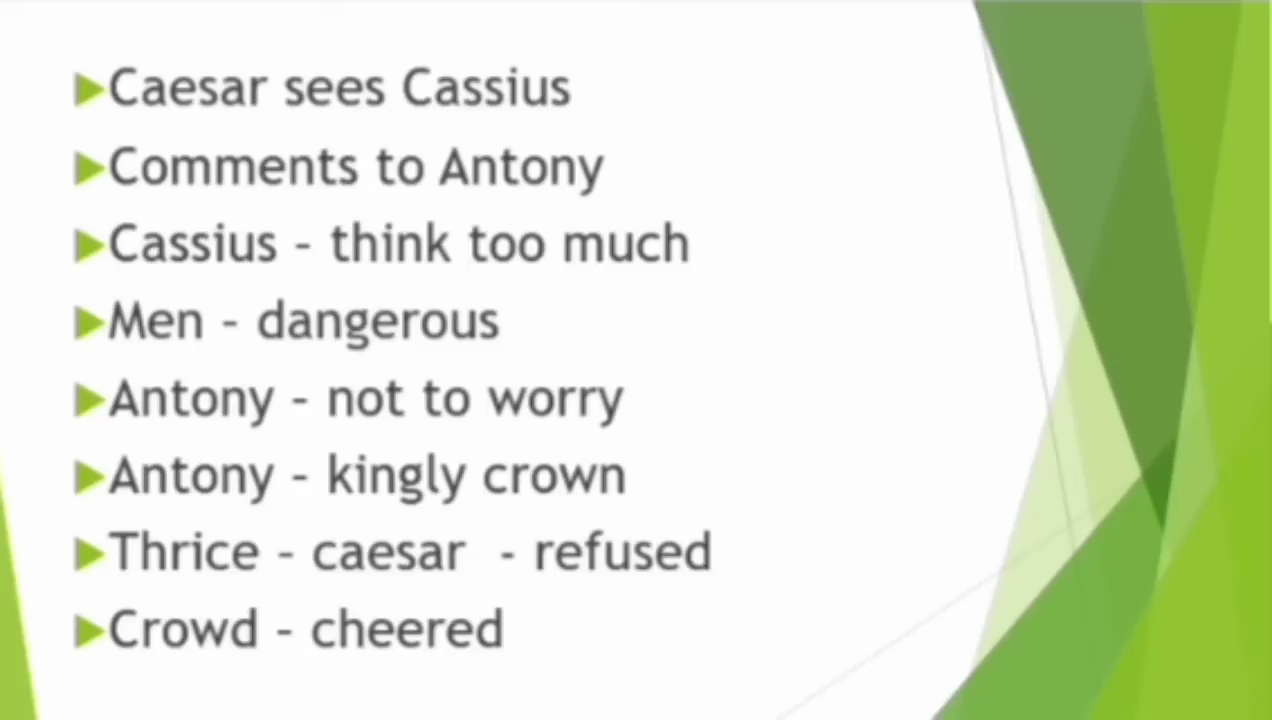 Caesar sees Cassius
Comments to Antony
Cassius – think too much
Men – dangerous
Antony – not to worry
Antony – kingly crown
Thrice – caesar  - refused
Crowd – cheered